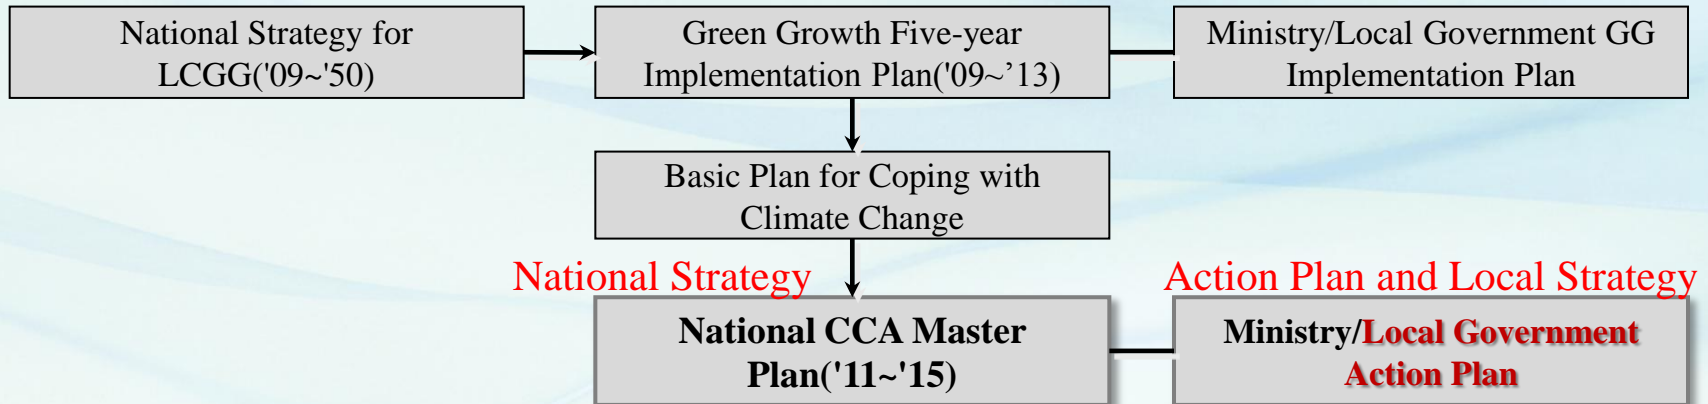 National Strategy for
LCGG('09~'50)
Green Growth Five-year
Implementation Plan('09~’13)
Ministry/Local Government GG
Implementation Plan
Basic Plan for Coping with
Climate Change
National Strategy
Action Plan and Local Strategy
National CCA Master
Plan('11~'15)
Ministry/Local Government
Action Plan